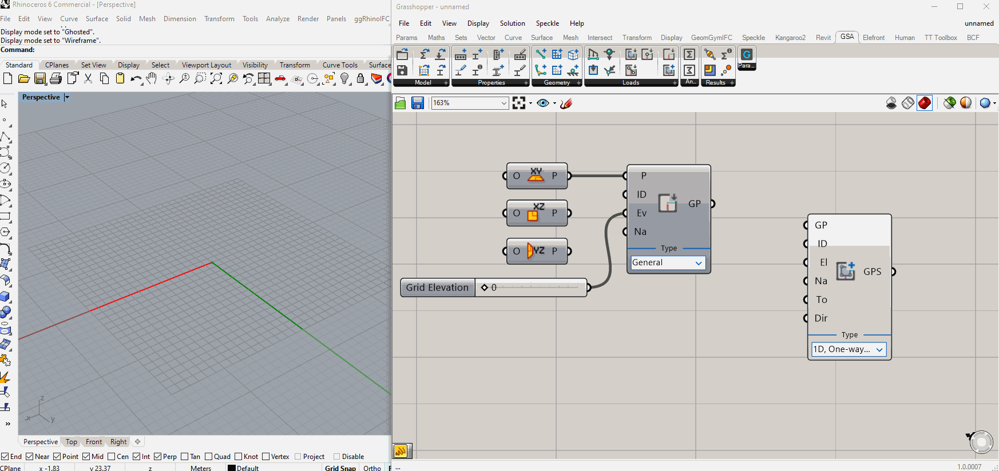 Rhinoceros 6 Commercial - [Perspective]
File Edit View Curve Surface Solid Mesh Dimension Transform Tools Analyze Render Panels ggRhinoIFC
Display mode set to "Ghosted".
Display mode set to "Wireframe".
Command:
Standard CPlanes Set View Display Select Viewport Layout Visibility Transform Curve Tools Surface
Perspective
z
x y
Perspective Top Front Right
End Near Point Mid Cen Int Perp Tan Quad Knot Vertex Project Disable
CPlane x -1.83 y 23.37 z Meters Default Grid Snap Ortho
Grasshopper - unnamed
File Edit View Display Solution Speckle Help unnamed
Params Maths Sets Vector Curve Surface Mesh Intersect Transform Display GeomGymIFC Speckle Kangaroo2 Revit GSA Elefront Human TT Toolbox BCF
G
Para...
Model Properties Geometry Loads An... Results
163%
O XY P
O XZ P
O YZ P
Grid Elevation 0
P
ID
Ev
Na
GP
Type
General
GP
ID
El
Na
To
Dir
GPS
Type
1D, One-way...
... 1.0.0007